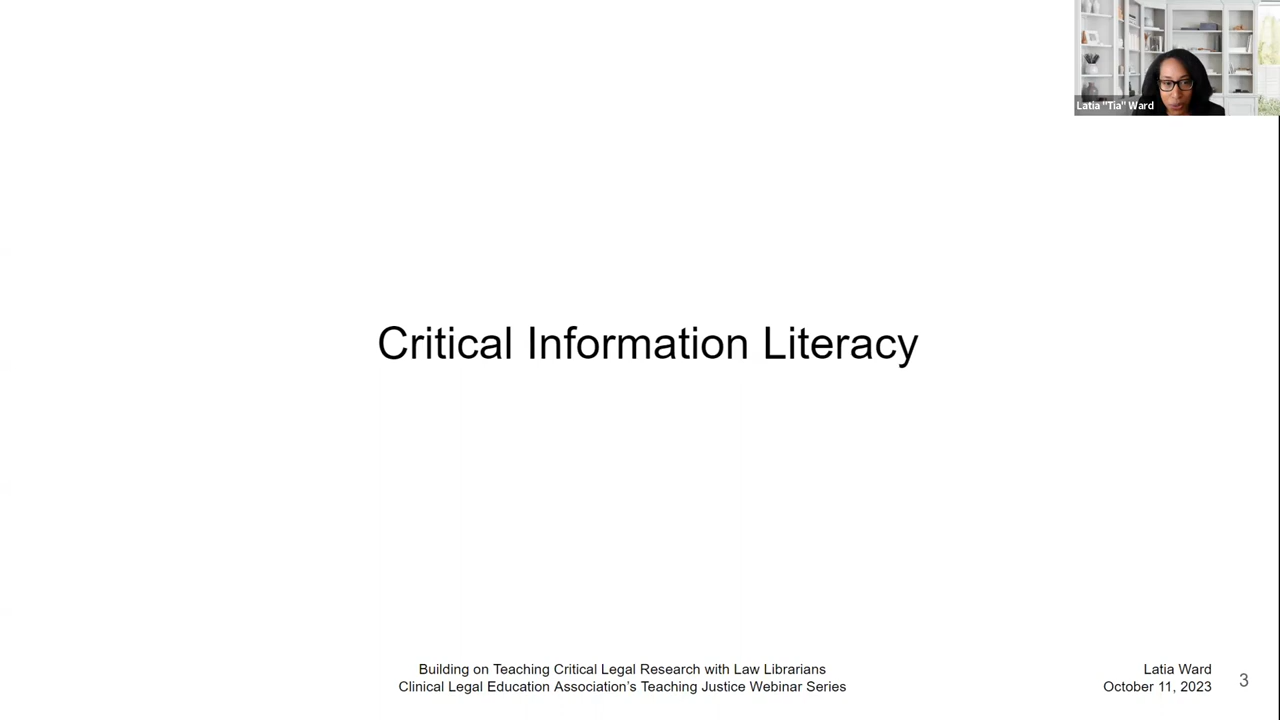 Latia "Tia" Ward
Critical Information Literacy
Building on Teaching Critical Legal Research with Law Librarians
Clinical Legal Education Association’s Teaching Justice Webinar Series
Latia Ward
October 11, 2023
3